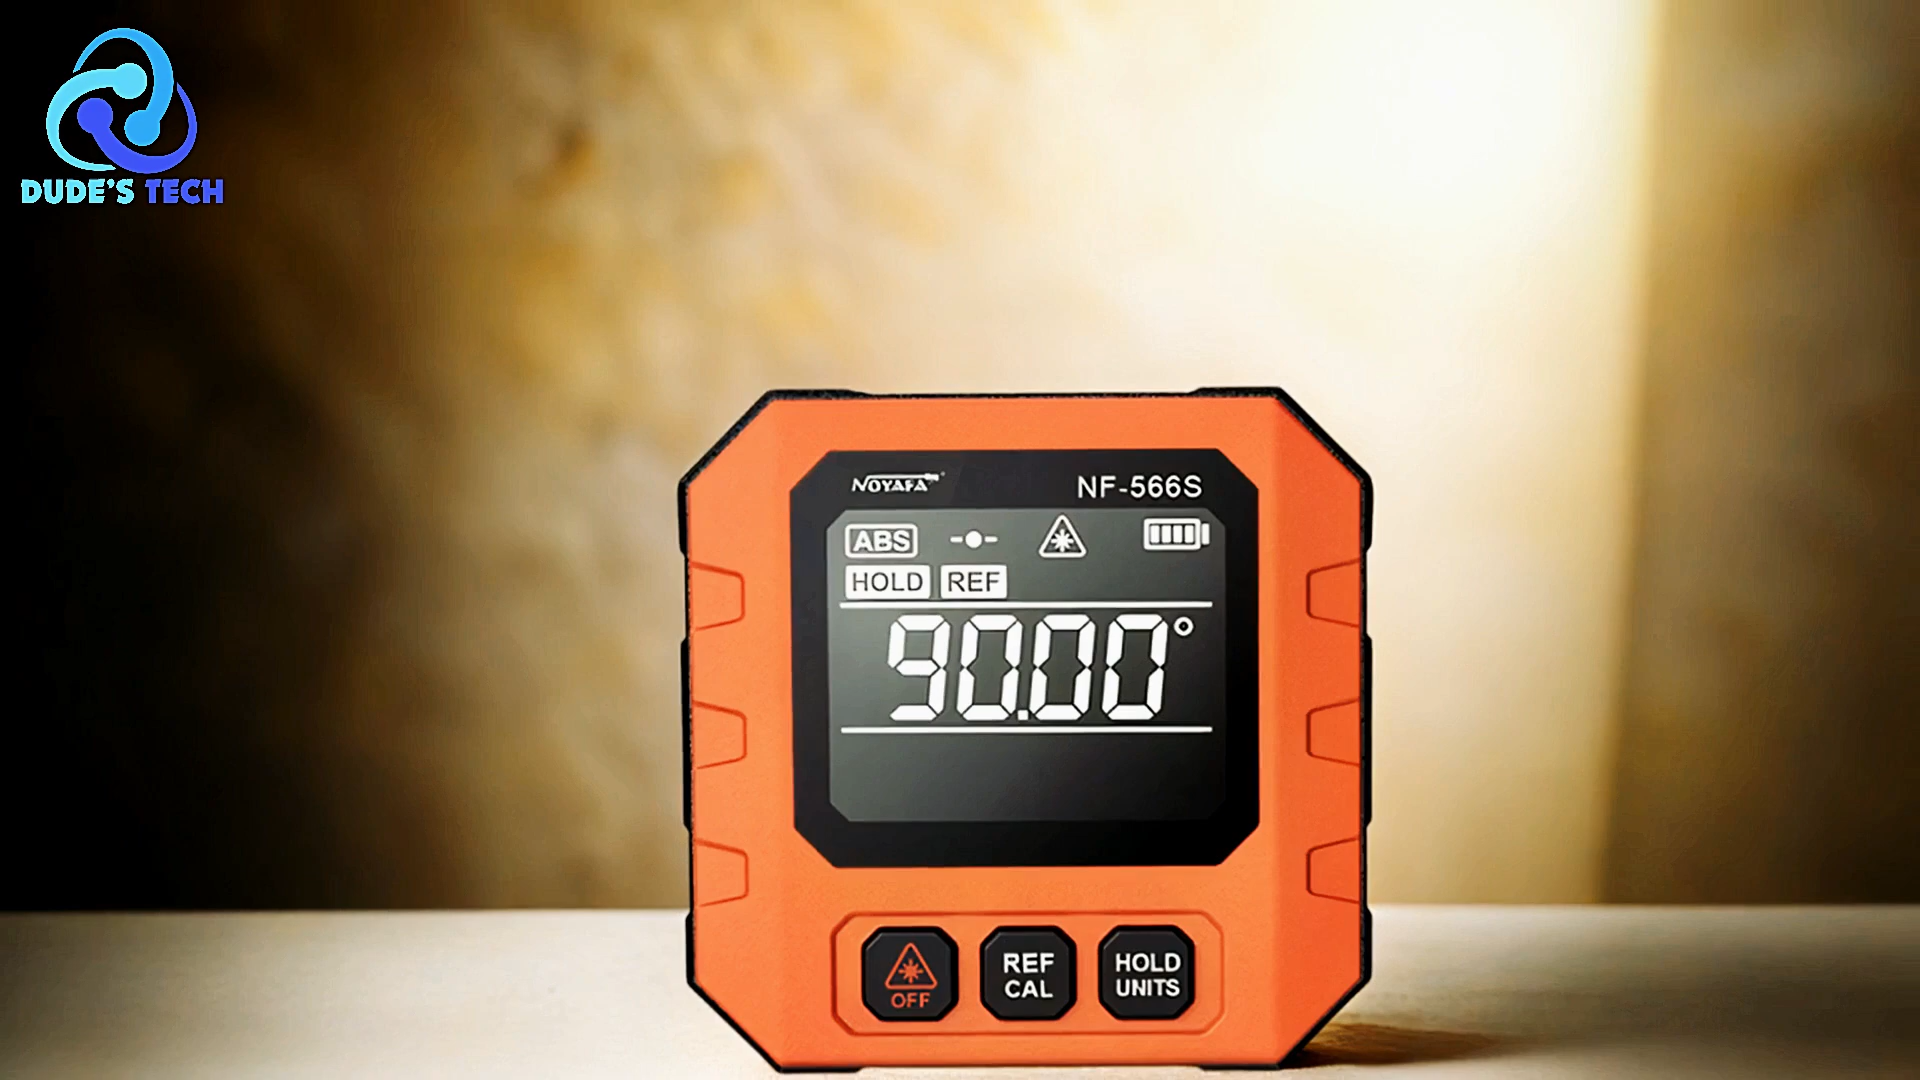 DUDE'S TECH
NOYAFA
NF-566S
ABS
HOLD REF
90.00°
OFF
REF
CAL
HOLD
UNITS